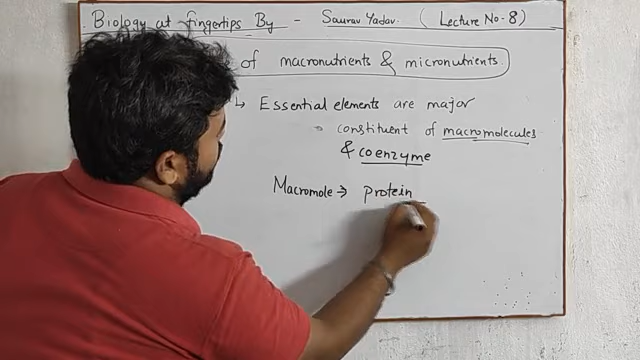 Biology at fingertips By - Saurav Yadav. (Lecture No. 8)
of macronutrients & micronutrients.
↳ Essential elements are major
constituent of macromolecules
& coenzyme
Macromole → protein